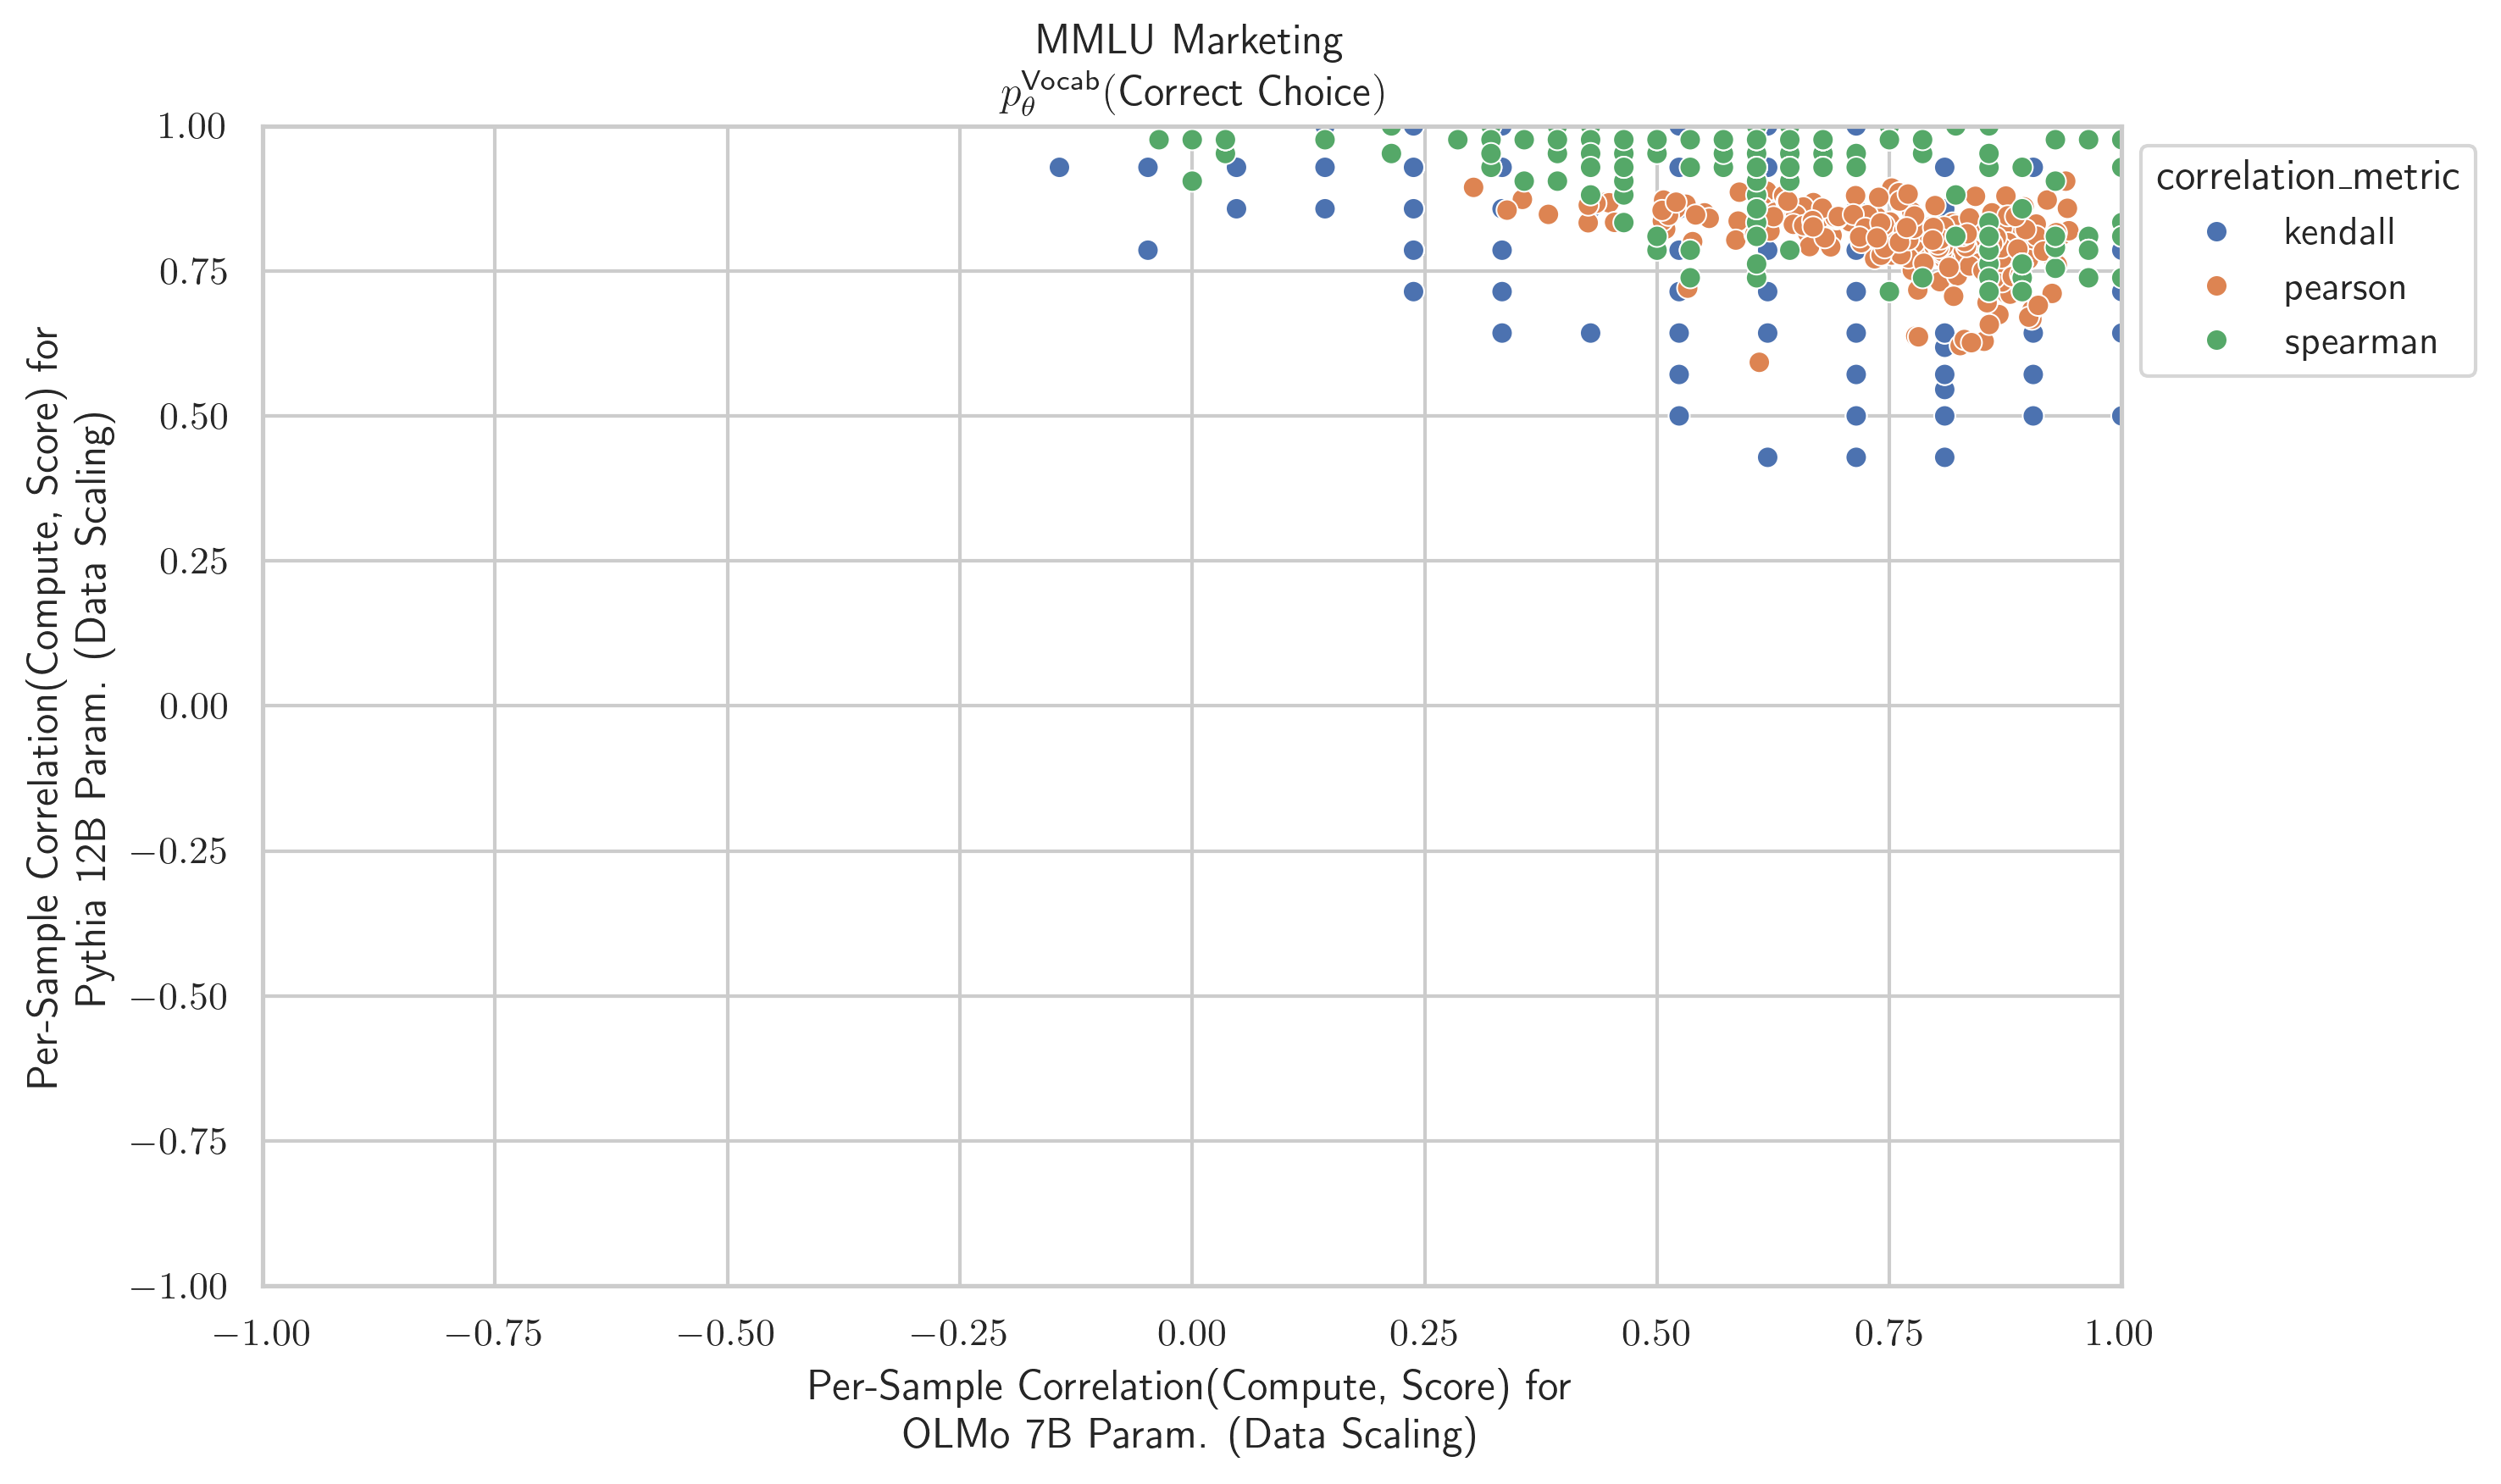 MMLU Marketing
p_θ^Vocab(Correct Choice)
1.00
0.75
0.50
0.25
0.00
−0.25
−0.50
−0.75
−1.00
Per-Sample Correlation(Compute, Score) for
Pythia 12B Param. (Data Scaling)
correlation_metric
kendall
pearson
spearman
−1.00 −0.75 −0.50 −0.25 0.00 0.25 0.50 0.75 1.00
Per-Sample Correlation(Compute, Score) for
OLMo 7B Param. (Data Scaling)